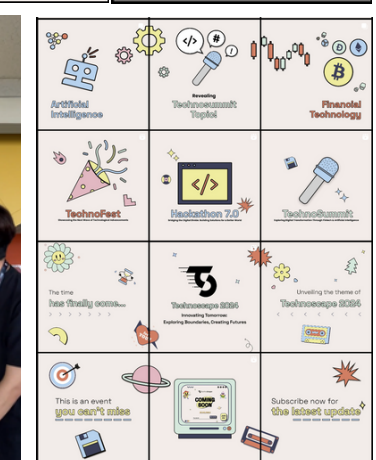 </>
#
!
Artificial
Intelligence
Revealing
Technosummit
Topic!
Financial
Technology
TechnoFest
</>
Hackathon 7.0
TechnoSummit
The time
has finally come...
Technoscape 2024
Innovating Tomorrow:
Exploring Boundaries, Creating Futures
Unveiling the theme of
Technoscape 2024
This is an event
you can't miss
COMING
SOON
Subscribe now for
the latest update